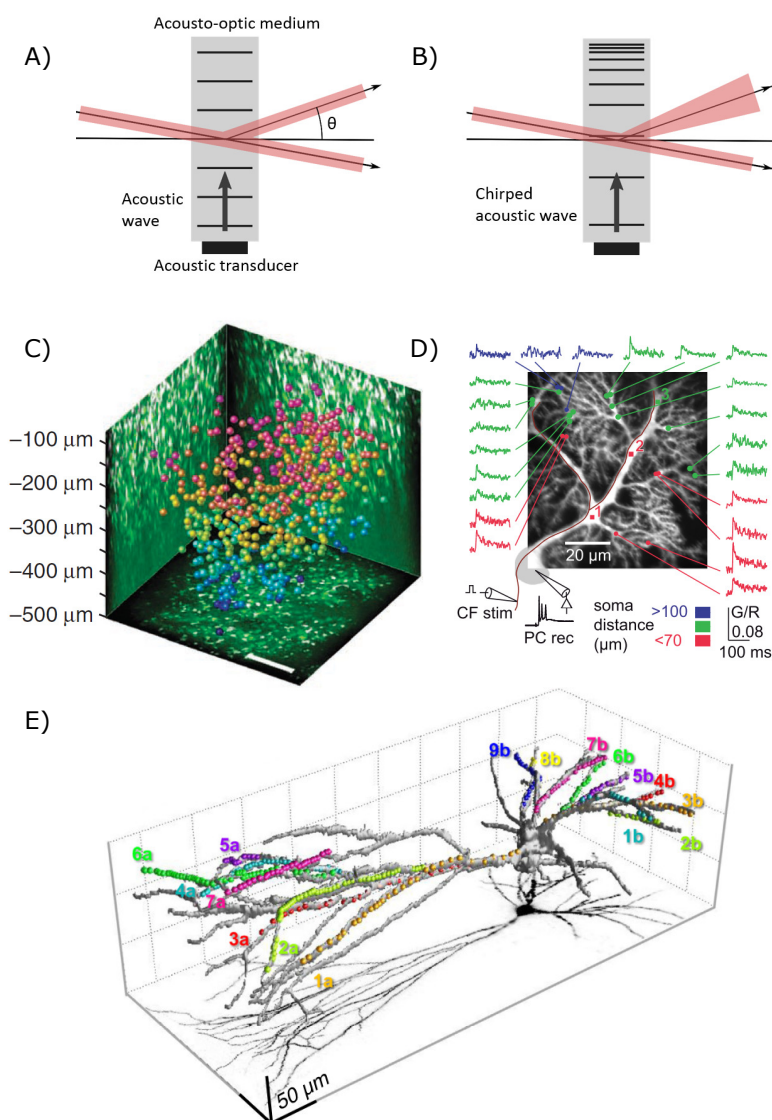 Acousto-optic medium
A)
B)
θ
Acoustic
wave
Chirped
acoustic wave
Acoustic transducer
C)
D)
−100 µm
−200 µm
−300 µm
−400 µm
−500 µm
3
2
1
20 µm
CF stim
PC rec
soma
distance
(µm)
>100
<70
G/R
0.08
100 ms
E)
9b
8b
7b
6b
5b
4b
3b
2b
1b
6a
5a
4a
7a
3a
2a
1a
50 µm